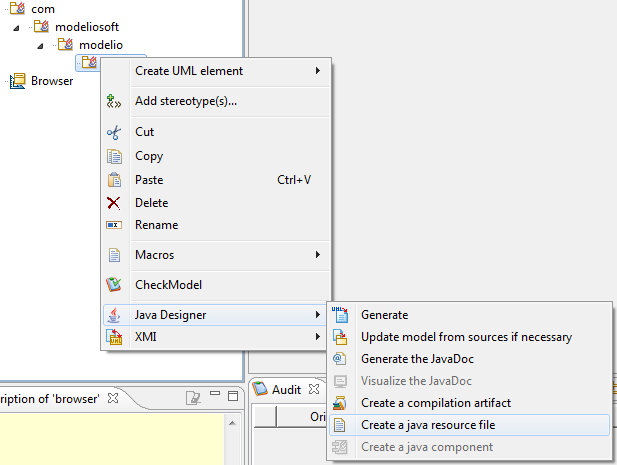 com
modeliosoft
modelio
Browser
Create UML element
Add stereotype(s)...
Cut
Copy
Paste Ctrl+V
Delete
Rename
Macros
CheckModel
Java Designer
XMI
Generate
Update model from sources if necessary
Generate the JavaDoc
Visualize the JavaDoc
Create a compilation artifact
Create a java resource file
Create a java component
ription of 'browser'
Audit
Ori